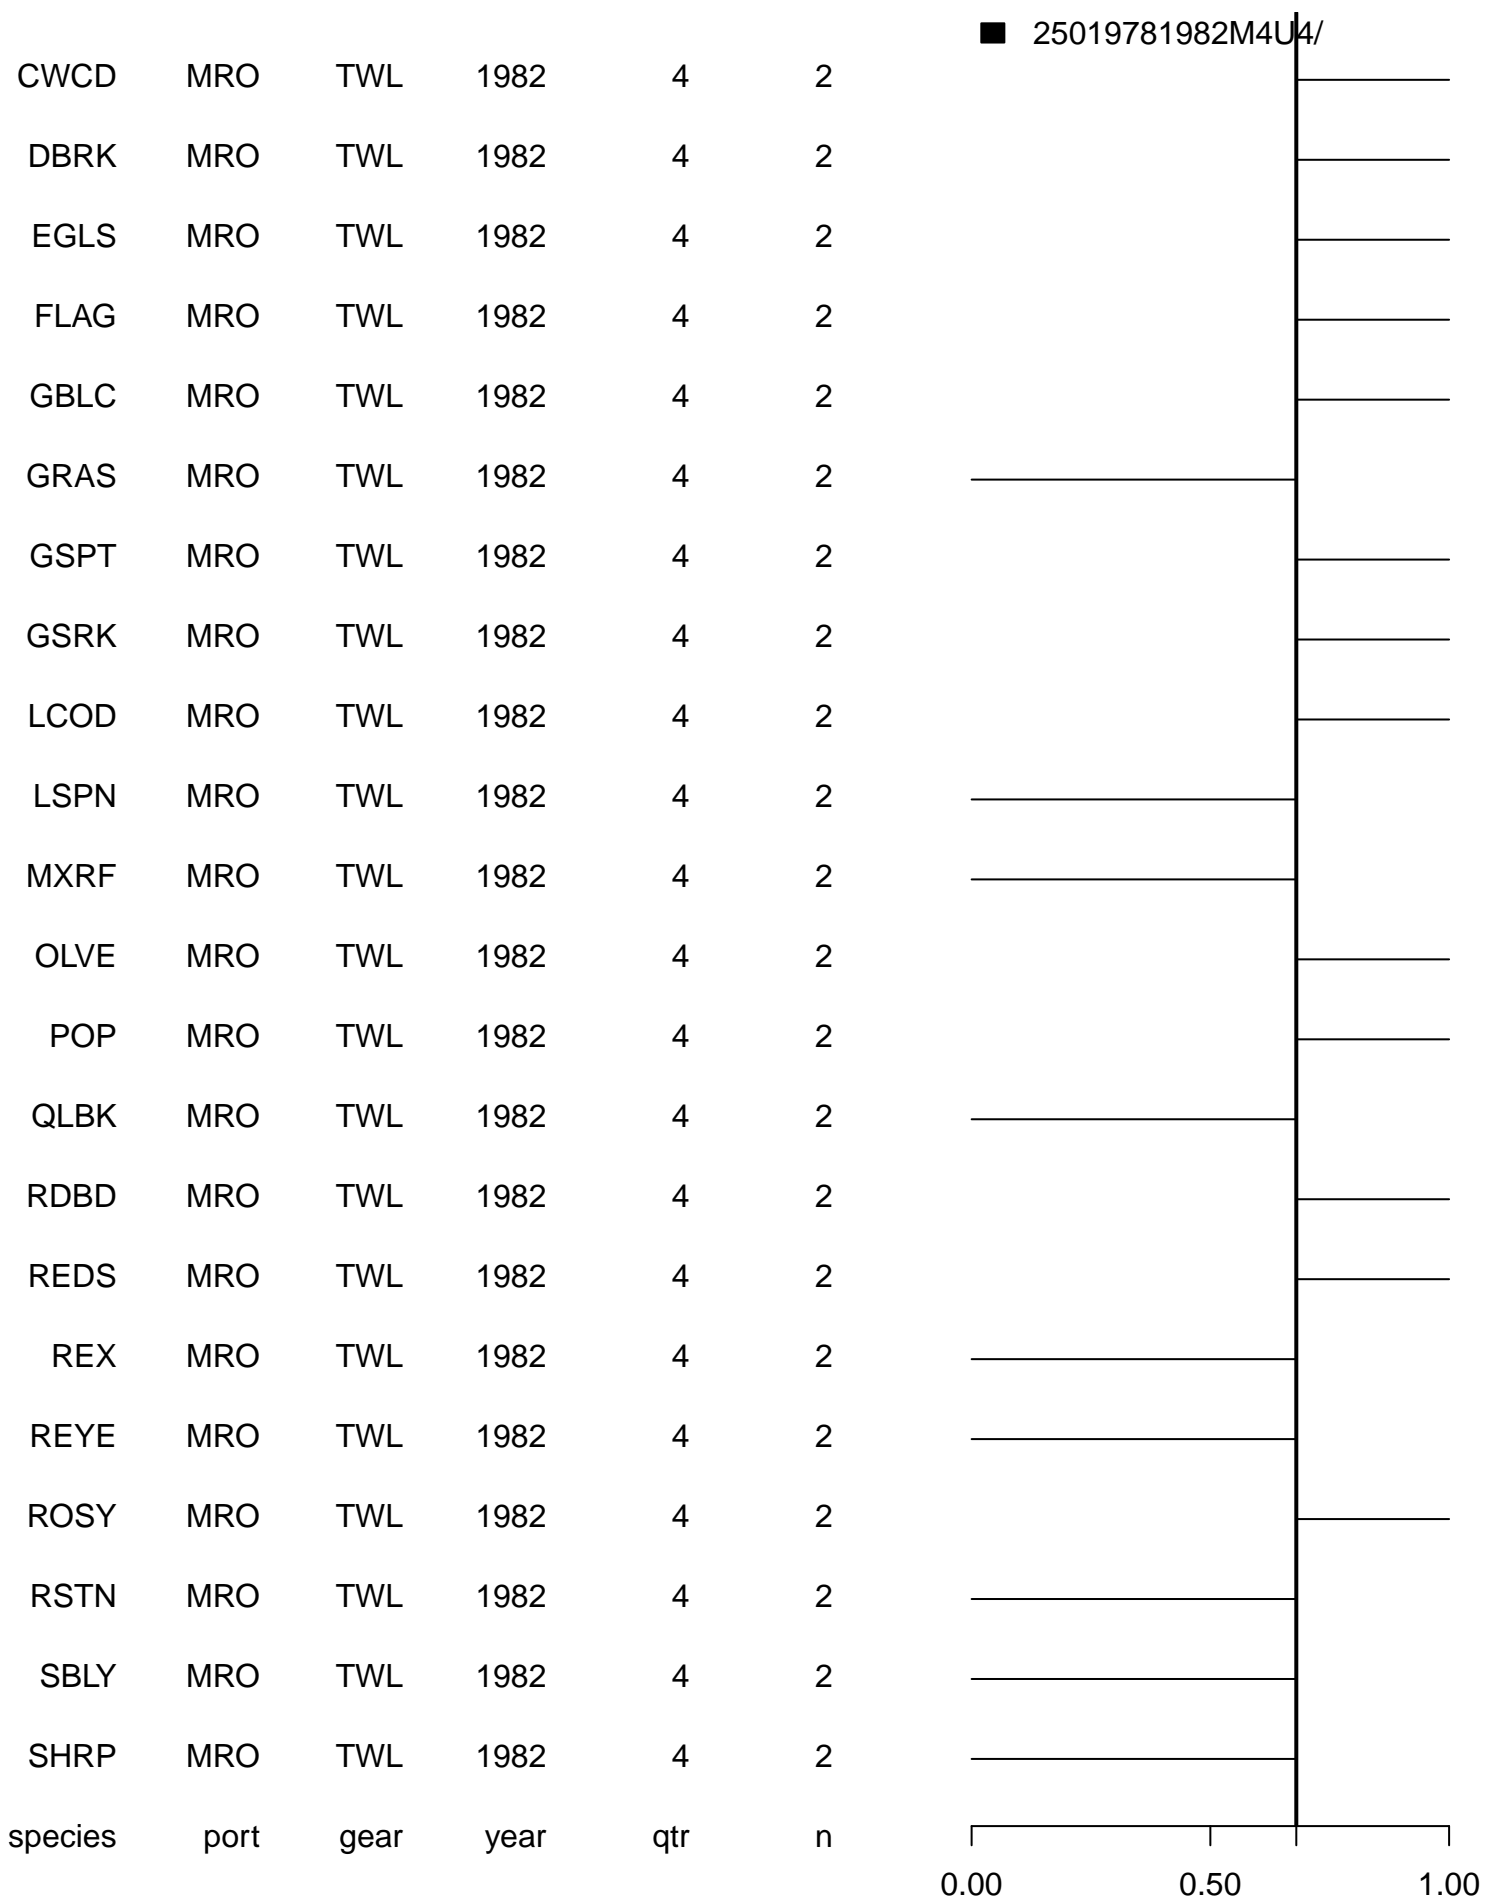 25019781982M4U4/
CWCD MRO TWL 1982 4 2
DBRK MRO TWL 1982 4 2
EGLS MRO TWL 1982 4 2
FLAG MRO TWL 1982 4 2
GBLC MRO TWL 1982 4 2
GRAS MRO TWL 1982 4 2
GSPT MRO TWL 1982 4 2
GSRK MRO TWL 1982 4 2
LCOD MRO TWL 1982 4 2
LSPN MRO TWL 1982 4 2
MXRF MRO TWL 1982 4 2
OLVE MRO TWL 1982 4 2
POP MRO TWL 1982 4 2
QLBK MRO TWL 1982 4 2
RDBD MRO TWL 1982 4 2
REDS MRO TWL 1982 4 2
REX MRO TWL 1982 4 2
REYE MRO TWL 1982 4 2
ROSY MRO TWL 1982 4 2
RSTN MRO TWL 1982 4 2
SBLY MRO TWL 1982 4 2
SHRP MRO TWL 1982 4 2
species port gear year qtr n
0.00 0.50 1.00